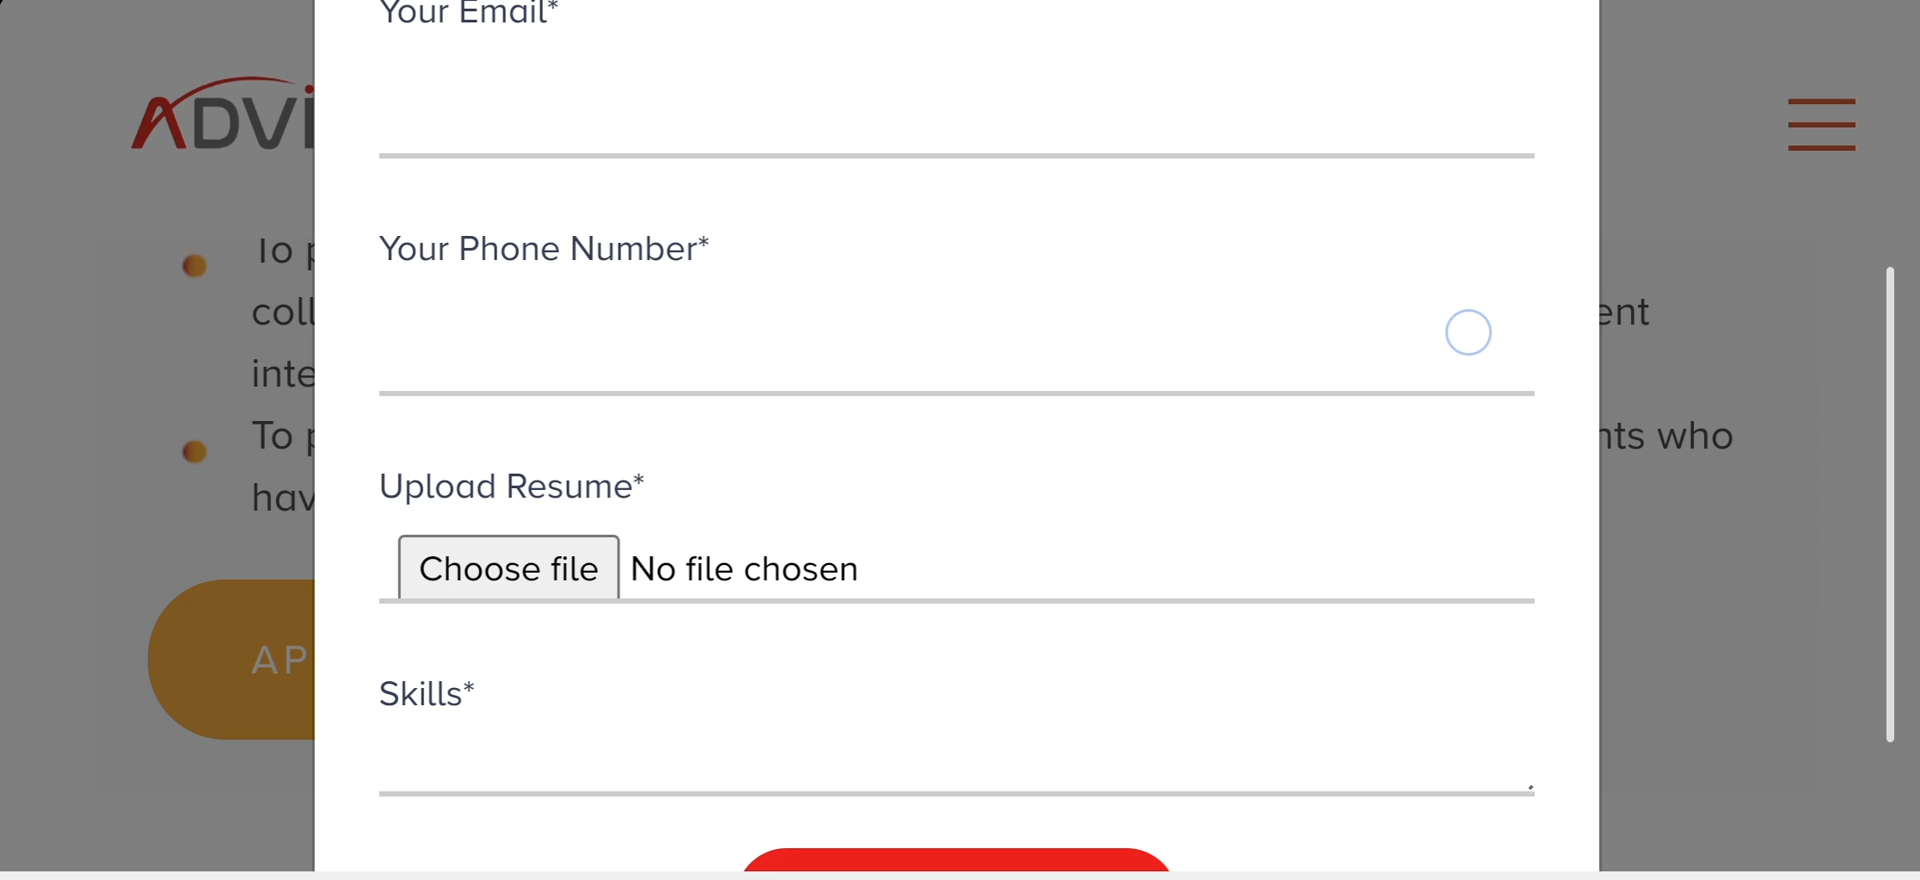 Your Email*
ADVi
Your Phone Number*
To
coll
ent
inte
Upload Resume*
To
nts who
hav
Choose file No file chosen
AP
Skills*